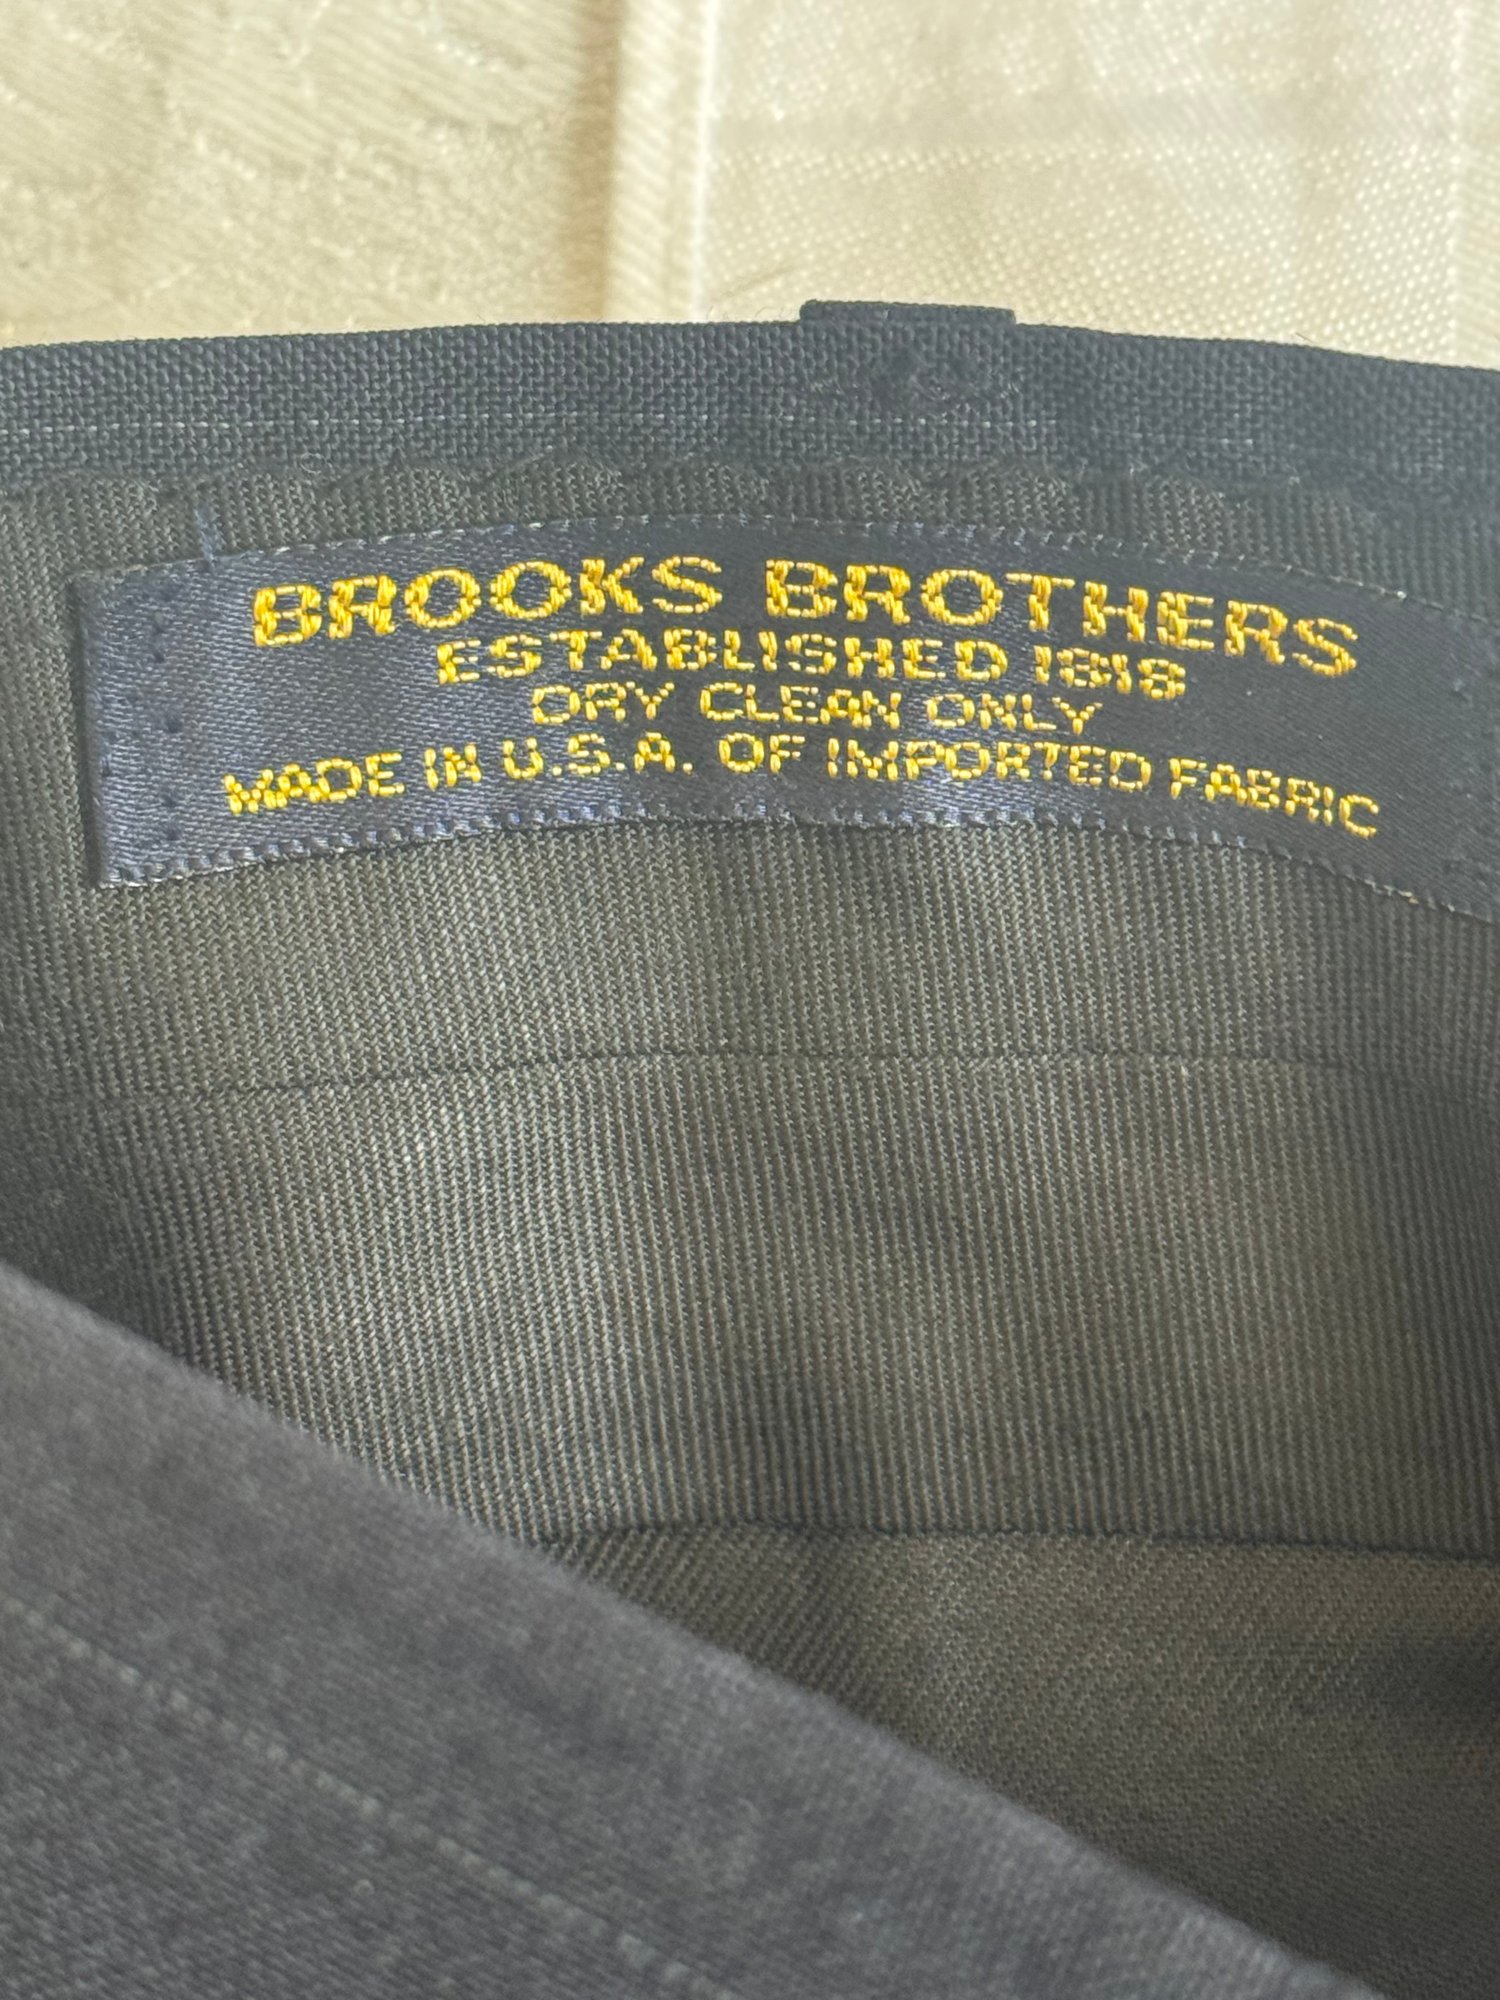 BROOKS BROTHERS
ESTABLISHED 1818
DRY CLEAN ONLY
MADE IN U.S.A. OF IMPORTED FABRIC